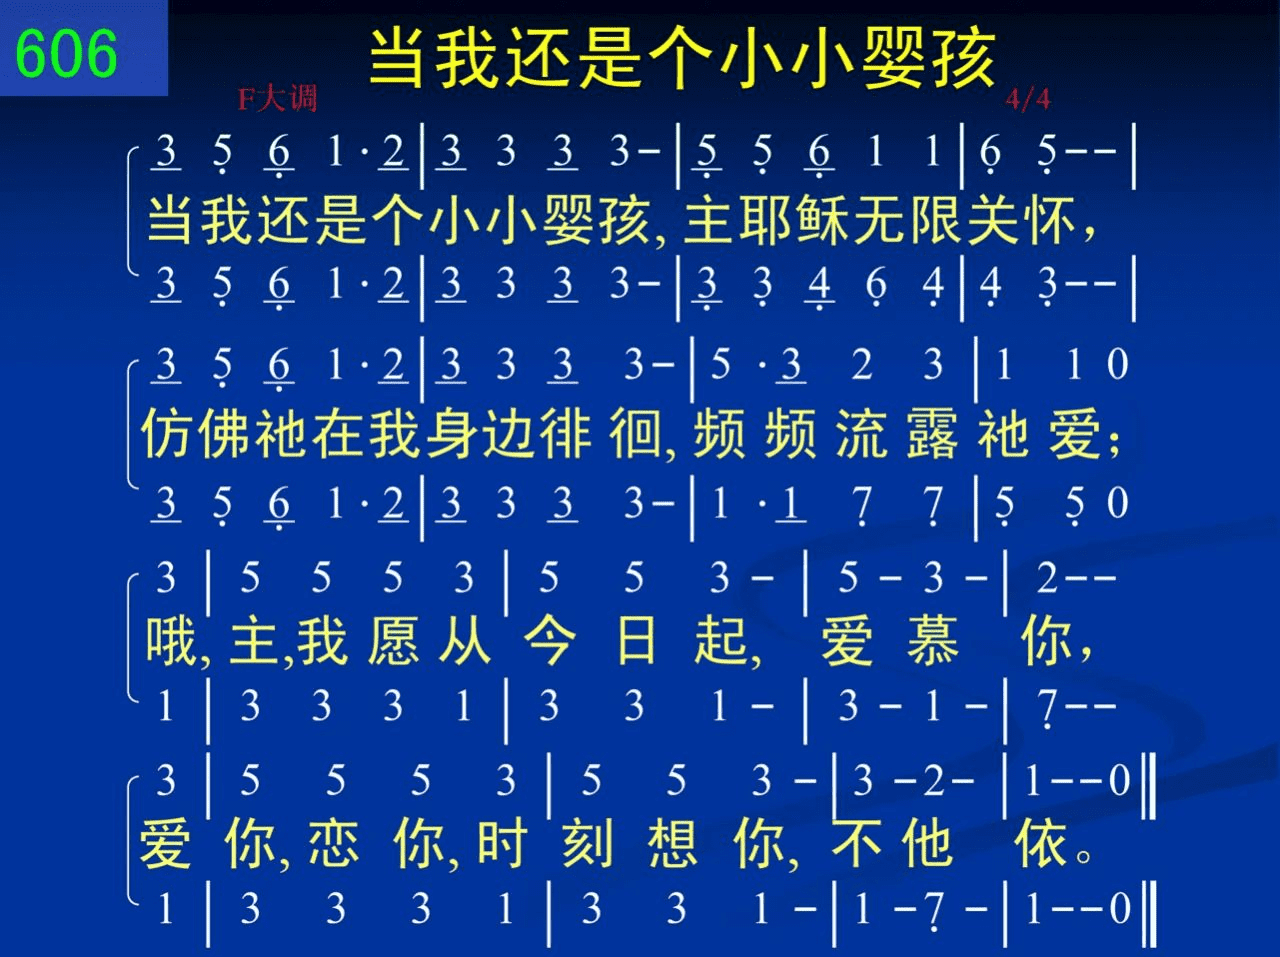 606
当我还是个小小婴孩
F大调 4/4
3 5 6 1·2|3 3 3 3-|5 5 6 1 1|6 5--|
当我还是个小小婴孩,主耶稣无限关怀,
3 5 6 1·2|3 3 3 3-|3 3 4 6 4|4 3--|
3 5 6 1·2|3 3 3 3-|5 ·3 2 3|1 1 0
仿佛祂在我身边徘徊,频频流露祂爱;
3 5 6 1·2|3 3 3 3-|1 ·1 7 7|5 5 0
3|5 5 5 3|5 5 3-|5-3-|2--
哦,主,我愿从今日起,爱慕你,
1|3 3 3 1|3 3 1-|3-1-|7--
3|5 5 5 3|5 5 3-|3-2-|1--0‖
爱你,恋你,时刻想你,不他依。
1|3 3 3 1|3 3 1-|1-7-|1--0‖